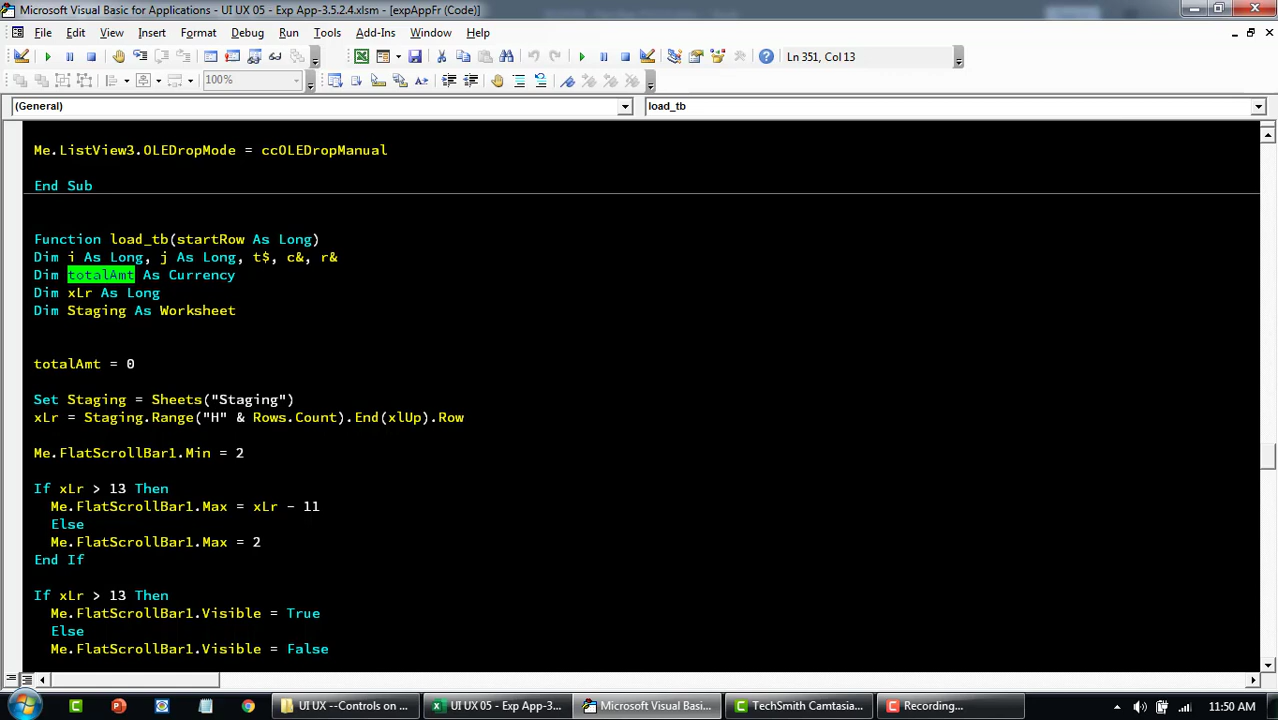 Microsoft Visual Basic for Applications - UI UX 05 - Exp App-3.5.2.4.xlsm - [expAppFr (Code)]
File Edit View Insert Format Debug Run Tools Add-Ins Window Help
Ln 351, Col 13
100%
(General) load_tb
Me.ListView3.OLEDropMode = ccOLEDropManual
End Sub
Function load_tb(startRow As Long)
Dim i As Long, j As Long, t$, c&, r&
Dim totalAmt As Currency
Dim xLr As Long
Dim Staging As Worksheet
totalAmt = 0
Set Staging = Sheets("Staging")
xLr = Staging.Range("H" & Rows.Count).End(xlUp).Row
Me.FlatScrollBar1.Min = 2
If xLr > 13 Then
Me.FlatScrollBar1.Max = xLr - 11
Else
Me.FlatScrollBar1.Max = 2
End If
If xLr > 13 Then
Me.FlatScrollBar1.Visible = True
Else
Me.FlatScrollBar1.Visible = False
UI UX --Controls on ... UI UX 05 - Exp App-3... Microsoft Visual Bas... TechSmith Camtasia... Recording... 11:50 AM